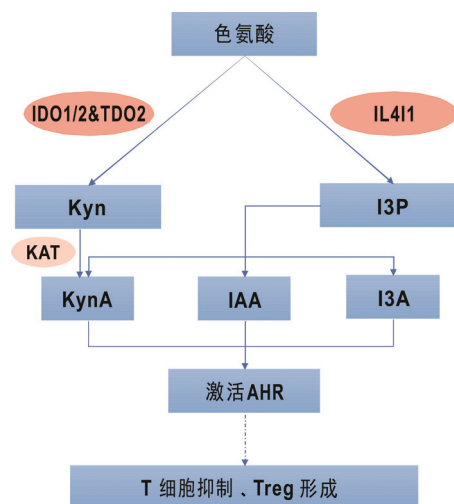 色氨酸
IDO1/2&TDO2
IL4I1
Kyn
I3P
KAT
KynA
IAA
I3A
激活AHR
T 细胞抑制、Treg 形成